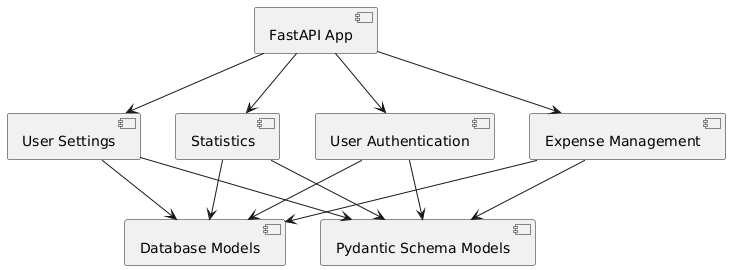 FastAPI App
User Settings
Statistics
User Authentication
Expense Management
Database Models
Pydantic Schema Models